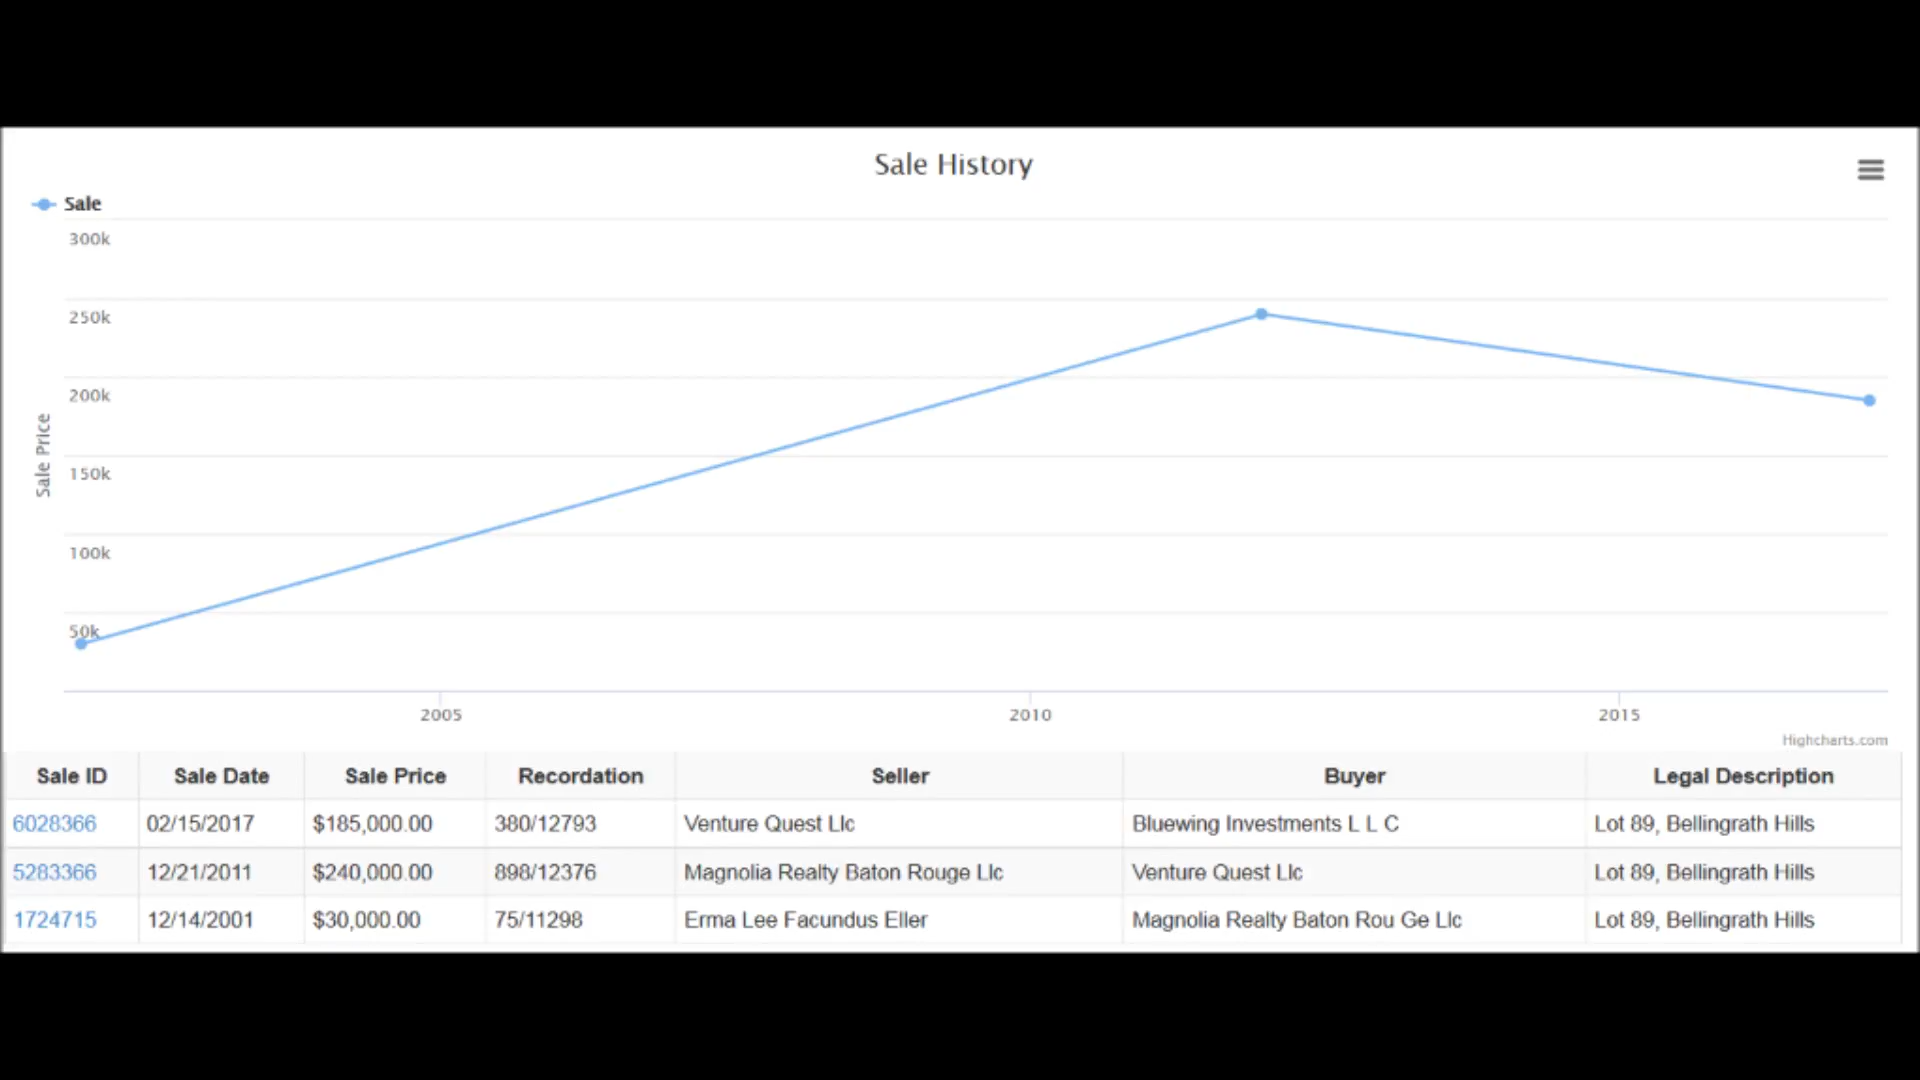 Sale History
Sale
300k
250k
200k
150k
100k
50k
Sale Price
2005 2010 2015
Highcharts.com
Sale ID Sale Date Sale Price Recordation Seller Buyer Legal Description
6028366 02/15/2017 $185,000.00 380/12793 Venture Quest Llc Bluewing Investments L L C Lot 89, Bellingrath Hills
5283366 12/21/2011 $240,000.00 898/12376 Magnolia Realty Baton Rouge Llc Venture Quest Llc Lot 89, Bellingrath Hills
1724715 12/14/2001 $30,000.00 75/11298 Erma Lee Facundus Eller Magnolia Realty Baton Rou Ge Llc Lot 89, Bellingrath Hills